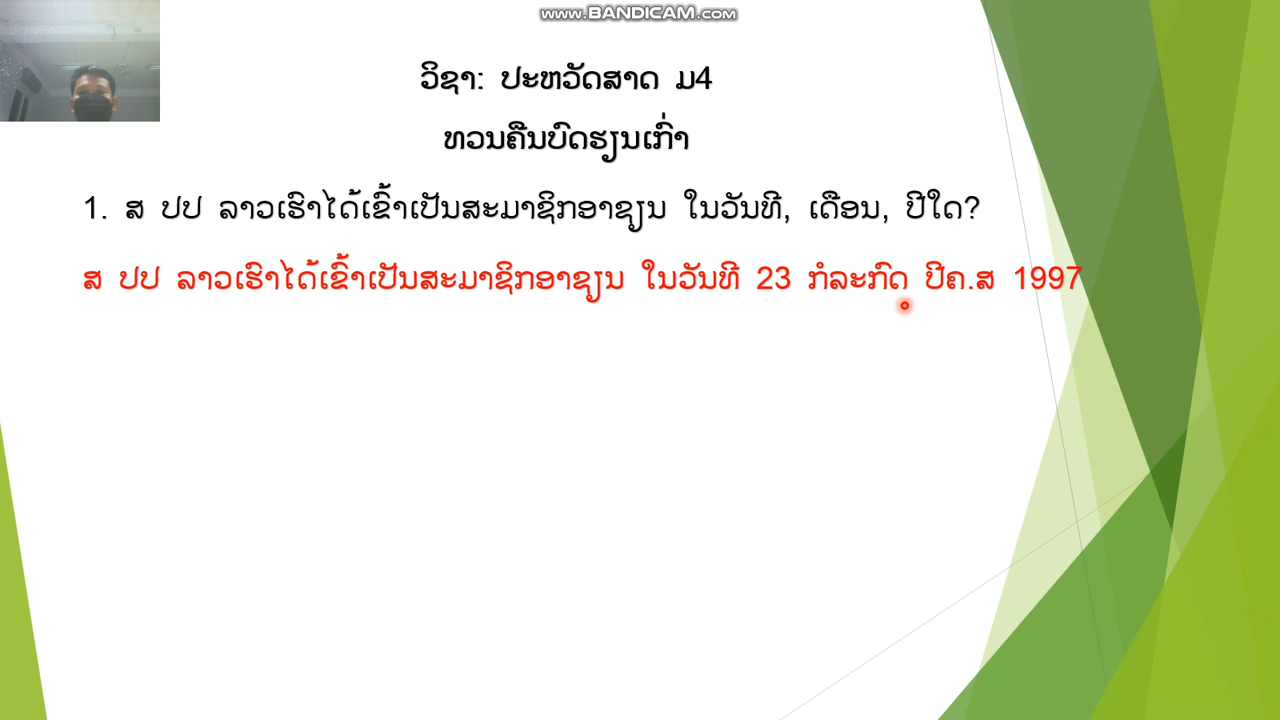 www.BANDICAM.com
ວິຊາ: ປະຫວັດສາດ ມ4
ທວນຄືນບົດຮຽນເກົ່າ
1. ສ ປປ ລາວເຮົາໄດ້ເຂົ້າເປັນສະມາຊິກອາຊຽນ ໃນວັນທີ, ເດືອນ, ປີໃດ?
ສ ປປ ລາວເຮົາໄດ້ເຂົ້າເປັນສະມາຊິກອາຊຽນ ໃນວັນທີ 23 ກໍລະກົດ ປີຄ.ສ 1997